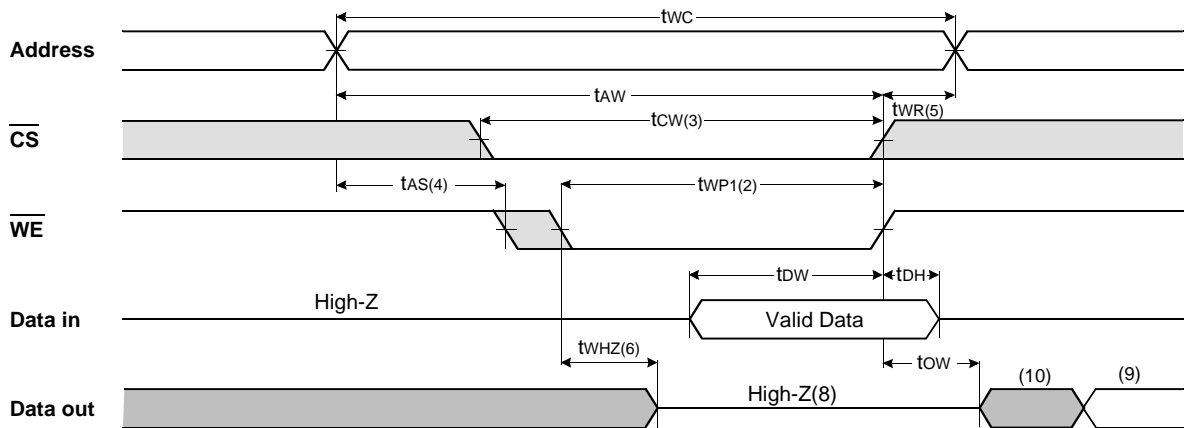 tWC
Address
tAW
tWR(5)
tCW(3)
CS
tAS(4)
tWP1(2)
WE
tDW
tDH
High-Z
Data in
Valid Data
tWHZ(6)
tOW
(10)
(9)
High-Z(8)
Data out